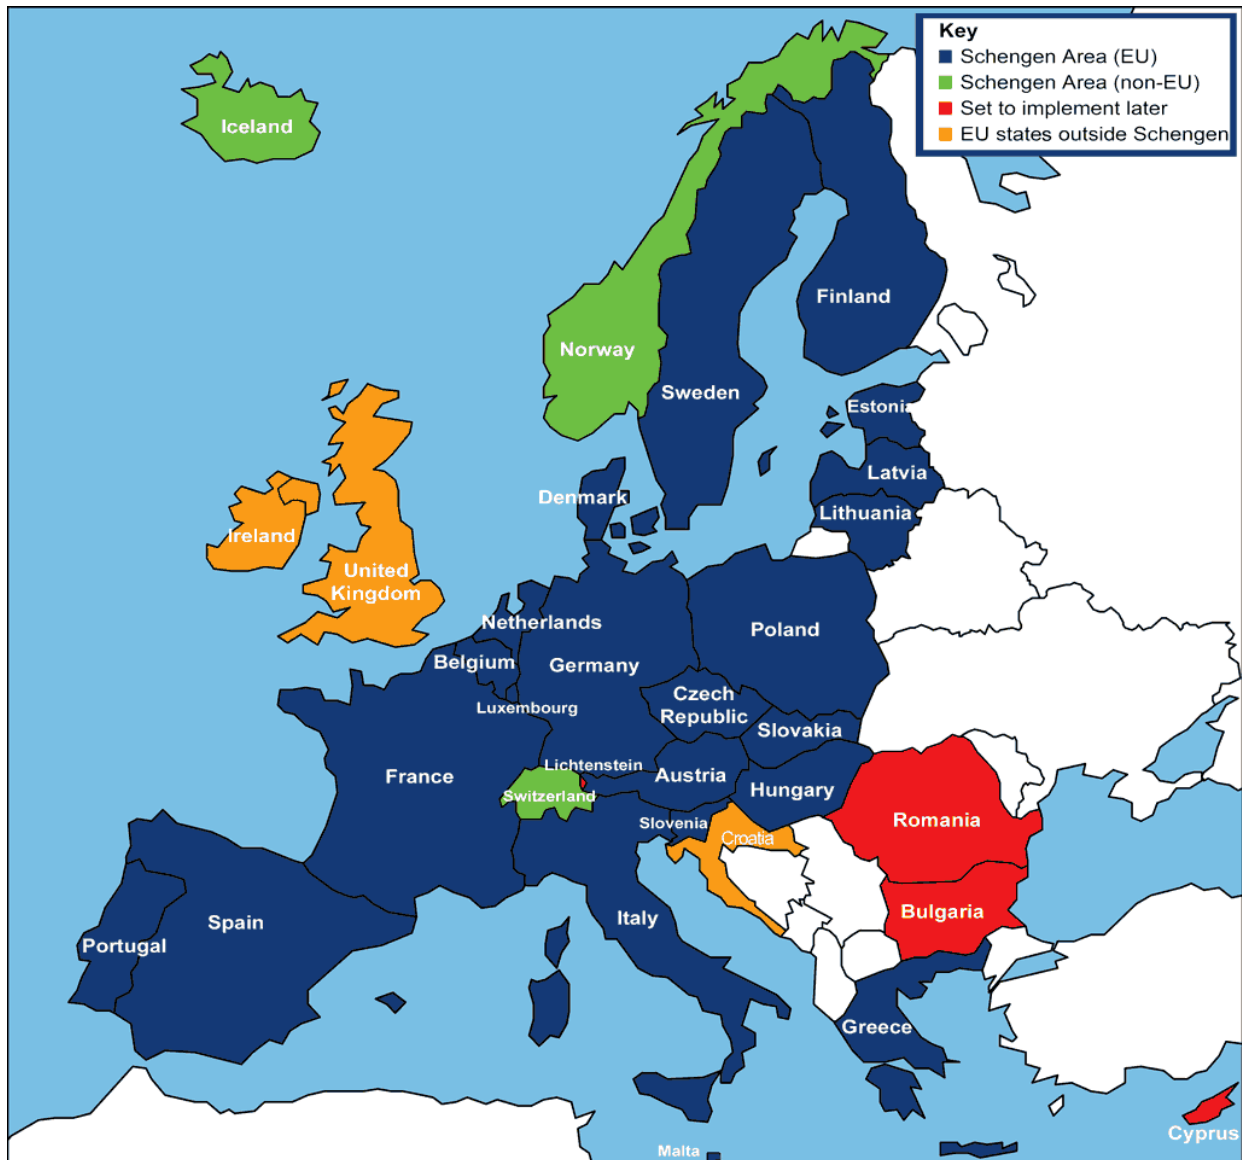 Key
Schengen Area (EU)
Schengen Area (non-EU)
Set to implement later
EU states outside Schengen
Iceland
Finland
Norway
Sweden
Estonia
Latvia
Denmark
Lithuania
Ireland
United
Kingdom
Netherlands
Poland
Belgium
Germany
Czech
Republic
Luxembourg
Slovakia
Lichtenstein
France
Austria
Switzerland
Hungary
Slovenia
Romania
Croatia
Bulgaria
Spain
Italy
Portugal
Greece
Cyprus
Malta